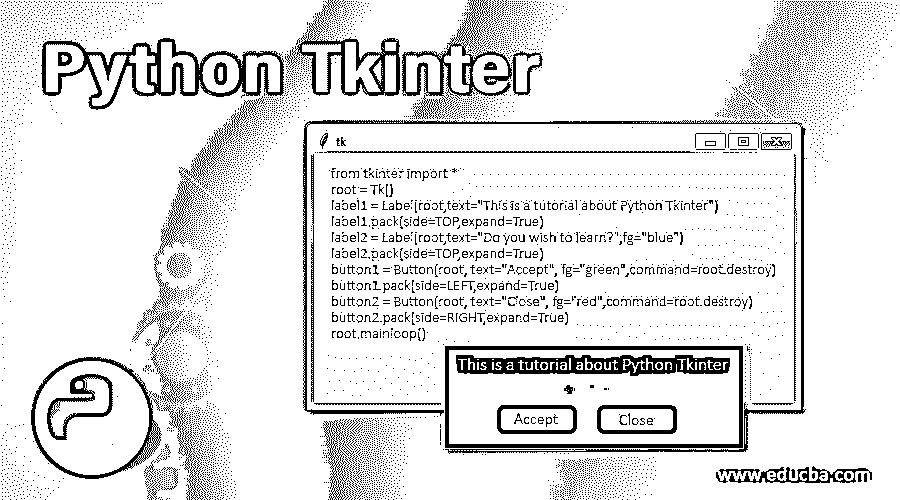 Python Tkinter
tk
from tkinter import *
root = Tk()
label1 = Label(root,text="This is a tutorial about Python Tkinter")
label1.pack(side=TOP,expand=True)
label2 = Label(root,text="Do you wish to learn?",fg="blue")
label2.pack(side=TOP,expand=True)
button1 = Button(root, text="Accept", fg="green",command=root.destroy)
button1.pack(side=LEFT,expand=True)
button2 = Button(root, text="Close", fg="red",command=root.destroy)
button2.pack(side=RIGHT,expand=True)
root.mainloop()
This is a tutorial about Python Tkinter
Accept Close
www.educba.com